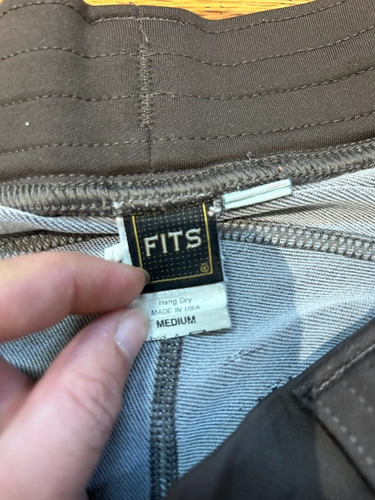 FITS
®
Hang Dry
MADE IN USA
MEDIUM